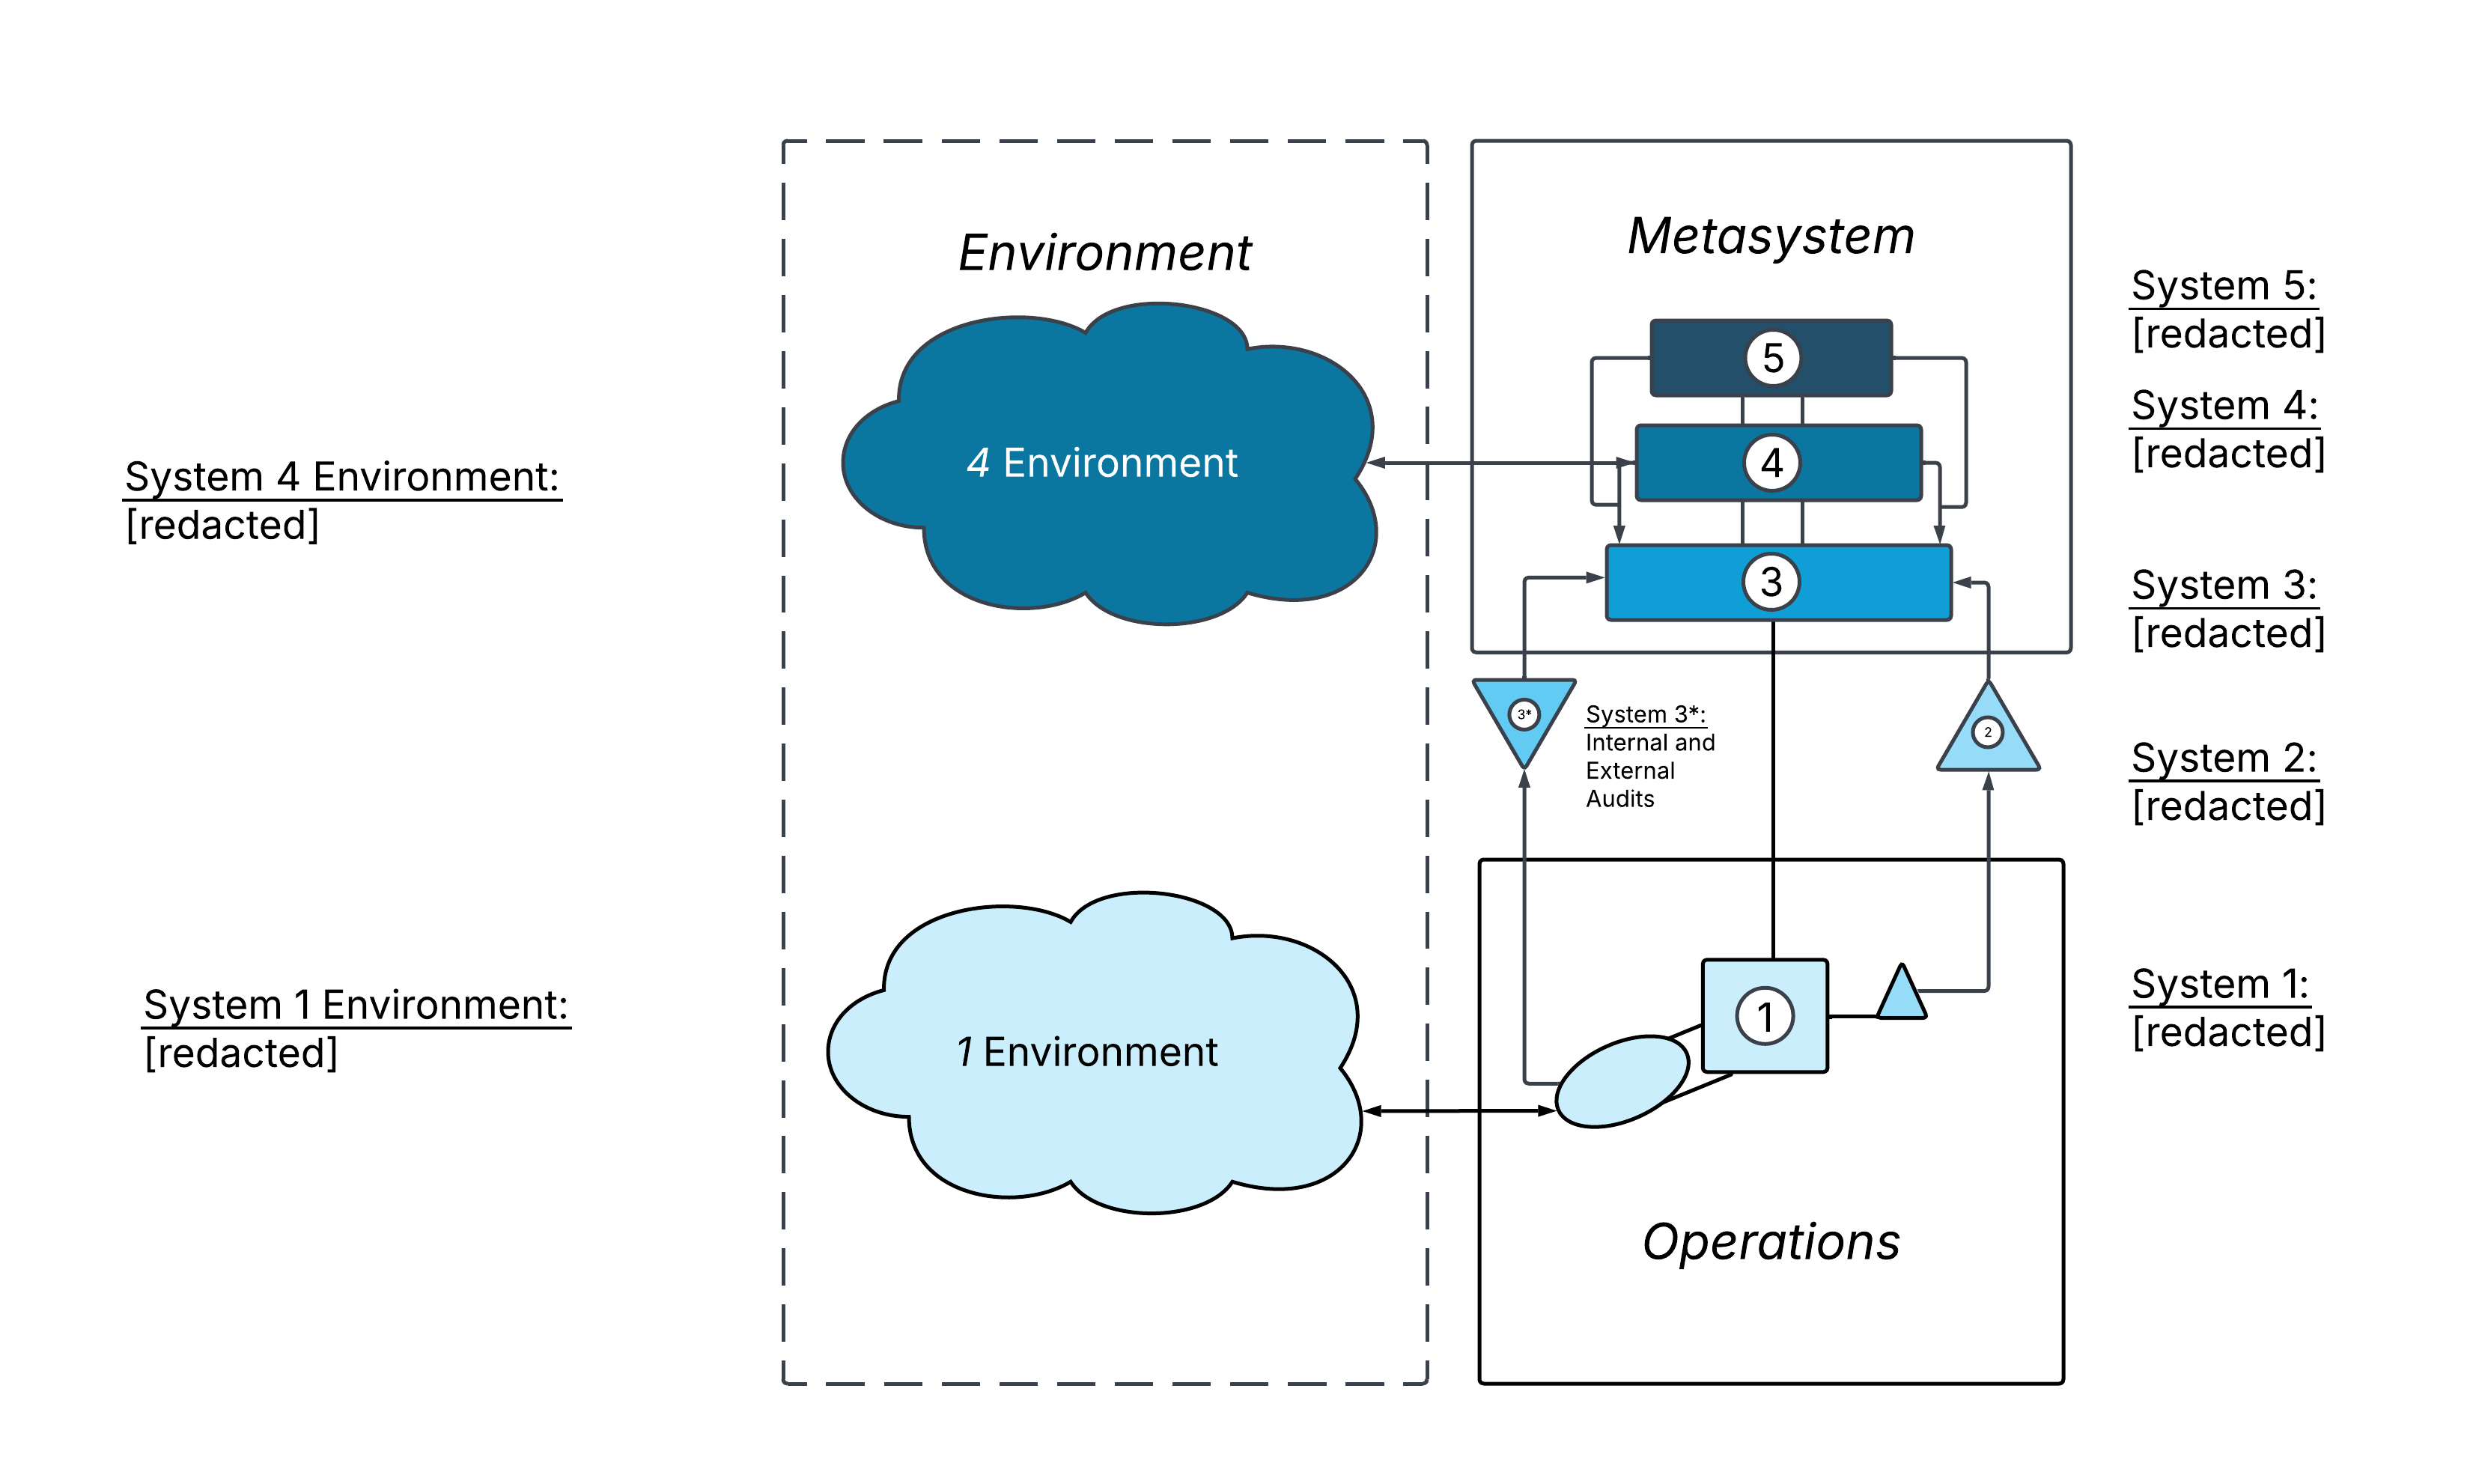 Environment
Metasystem
System 5:
[redacted]
5
System 4:
[redacted]
4
4 Environment
System 4 Environment:
[redacted]
3
System 3:
[redacted]
3*
System 3*:
Internal and
External
Audits
2
System 2:
[redacted]
System 1 Environment:
[redacted]
1 Environment
1
System 1:
[redacted]
Operations